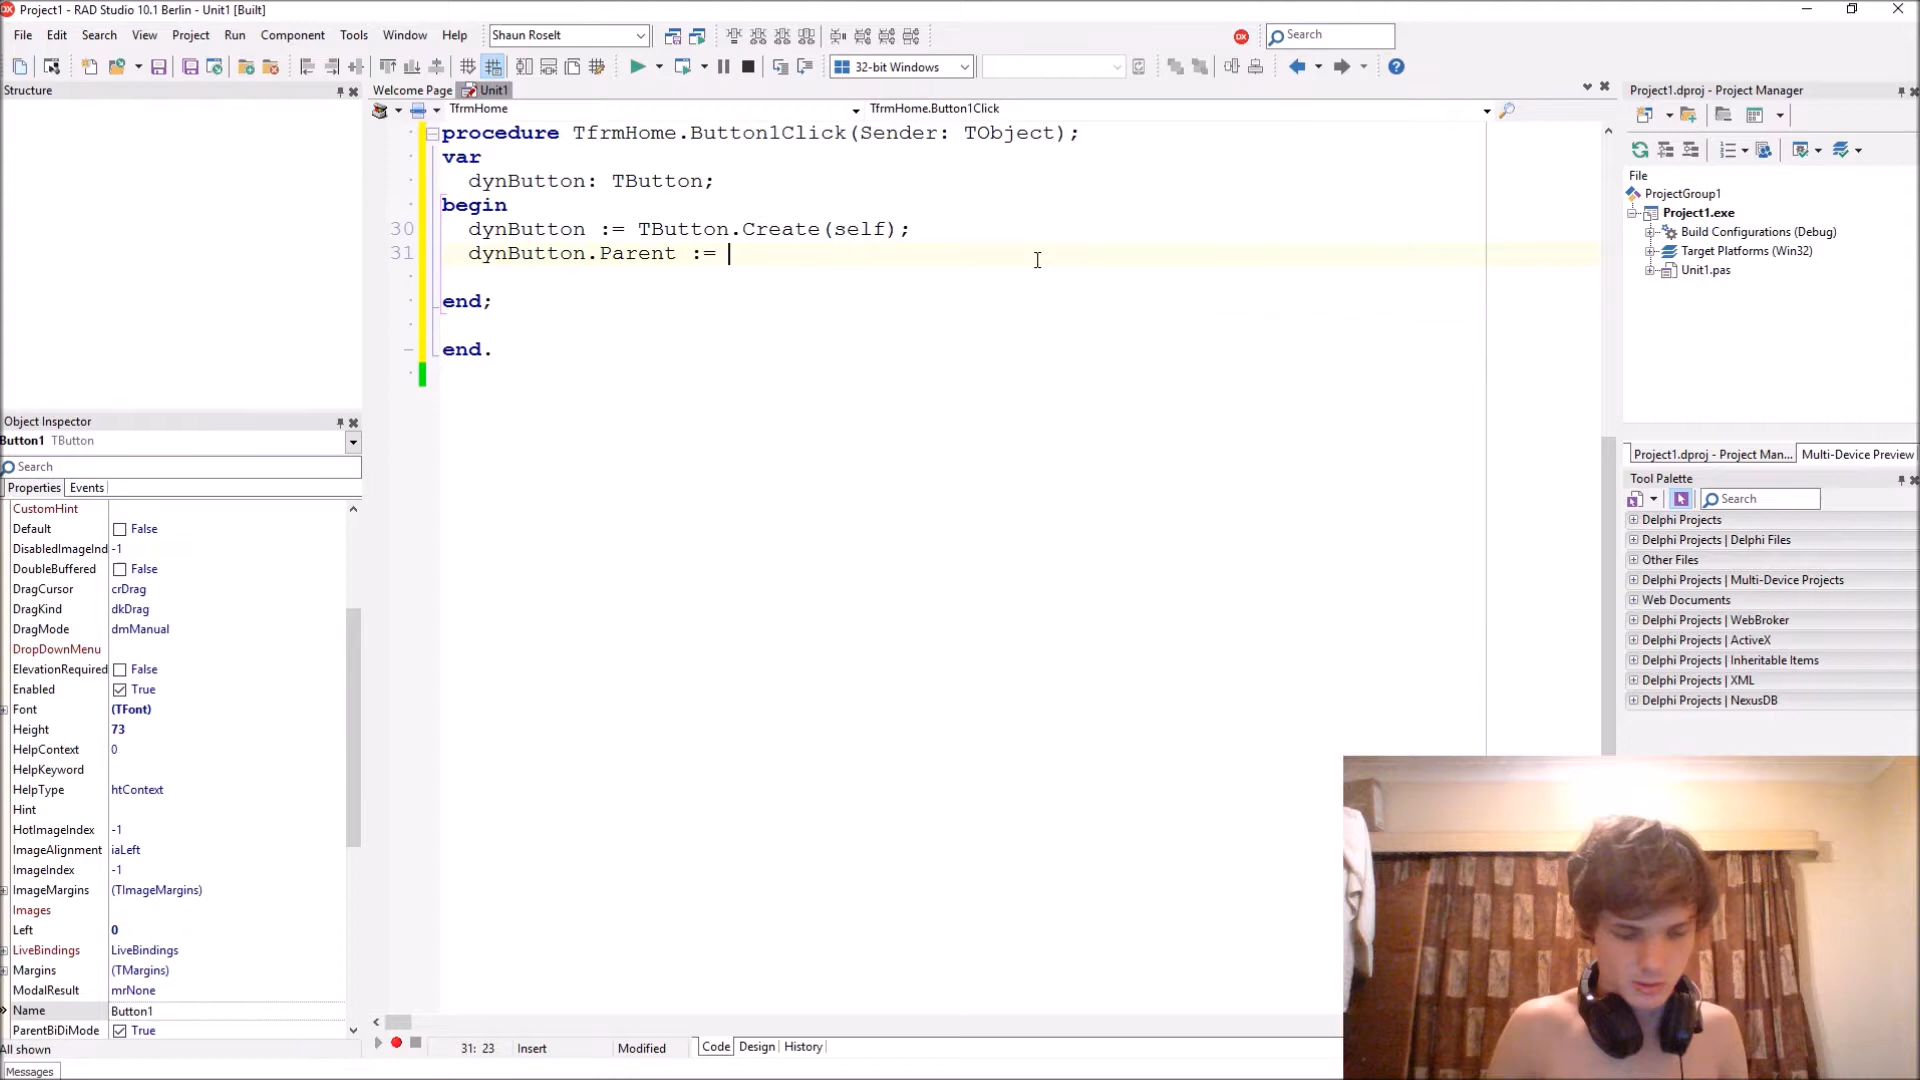 Project1 - RAD Studio 10.1 Berlin - Unit1 [Built]
File Edit Search View Project Run Component Tools Window Help Shaun Roselt Search
32-bit Windows
Structure
Welcome Page Unit1
TfrmHome TfrmHome.Button1Click
procedure TfrmHome.Button1Click(Sender: TObject);
var
dynButton: TButton;
begin
30 dynButton := TButton.Create(self);
31 dynButton.Parent :=
end;
end.
Object Inspector
Button1 TButton
Search
Properties Events
CustomHint
Default False
DisabledImageInd -1
DoubleBuffered False
DragCursor crDrag
DragKind dkDrag
DragMode dmManual
DropDownMenu
ElevationRequired False
Enabled True
Font (TFont)
Height 73
HelpContext 0
HelpKeyword
HelpType htContext
Hint
HotImageIndex -1
ImageAlignment iaLeft
ImageIndex -1
ImageMargins (TImageMargins)
Images
Left 0
LiveBindings LiveBindings
Margins (TMargins)
ModalResult mrNone
Name Button1
ParentBiDiMode True
All shown
Messages
31: 23 Insert Modified Code Design History
Project1.dproj - Project Manager
File
ProjectGroup1
Project1.exe
Build Configurations (Debug)
Target Platforms (Win32)
Unit1.pas
Project1.dproj - Project Man... Multi-Device Preview
Tool Palette
Search
Delphi Projects
Delphi Projects | Delphi Files
Other Files
Delphi Projects | Multi-Device Projects
Web Documents
Delphi Projects | WebBroker
Delphi Projects | ActiveX
Delphi Projects | Inheritable Items
Delphi Projects | XML
Delphi Projects | NexusDB